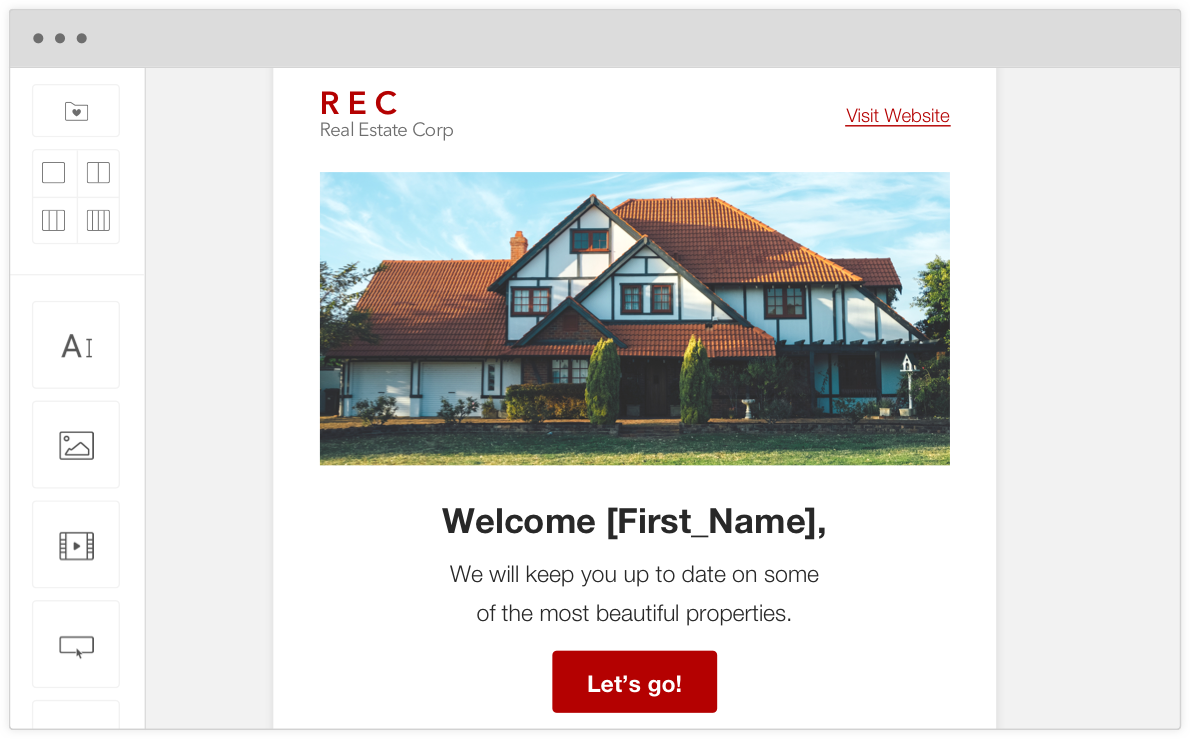 REC
Real Estate Corp
Visit Website
AI
Welcome [First_Name],
We will keep you up to date on some
of the most beautiful properties.
Let’s go!